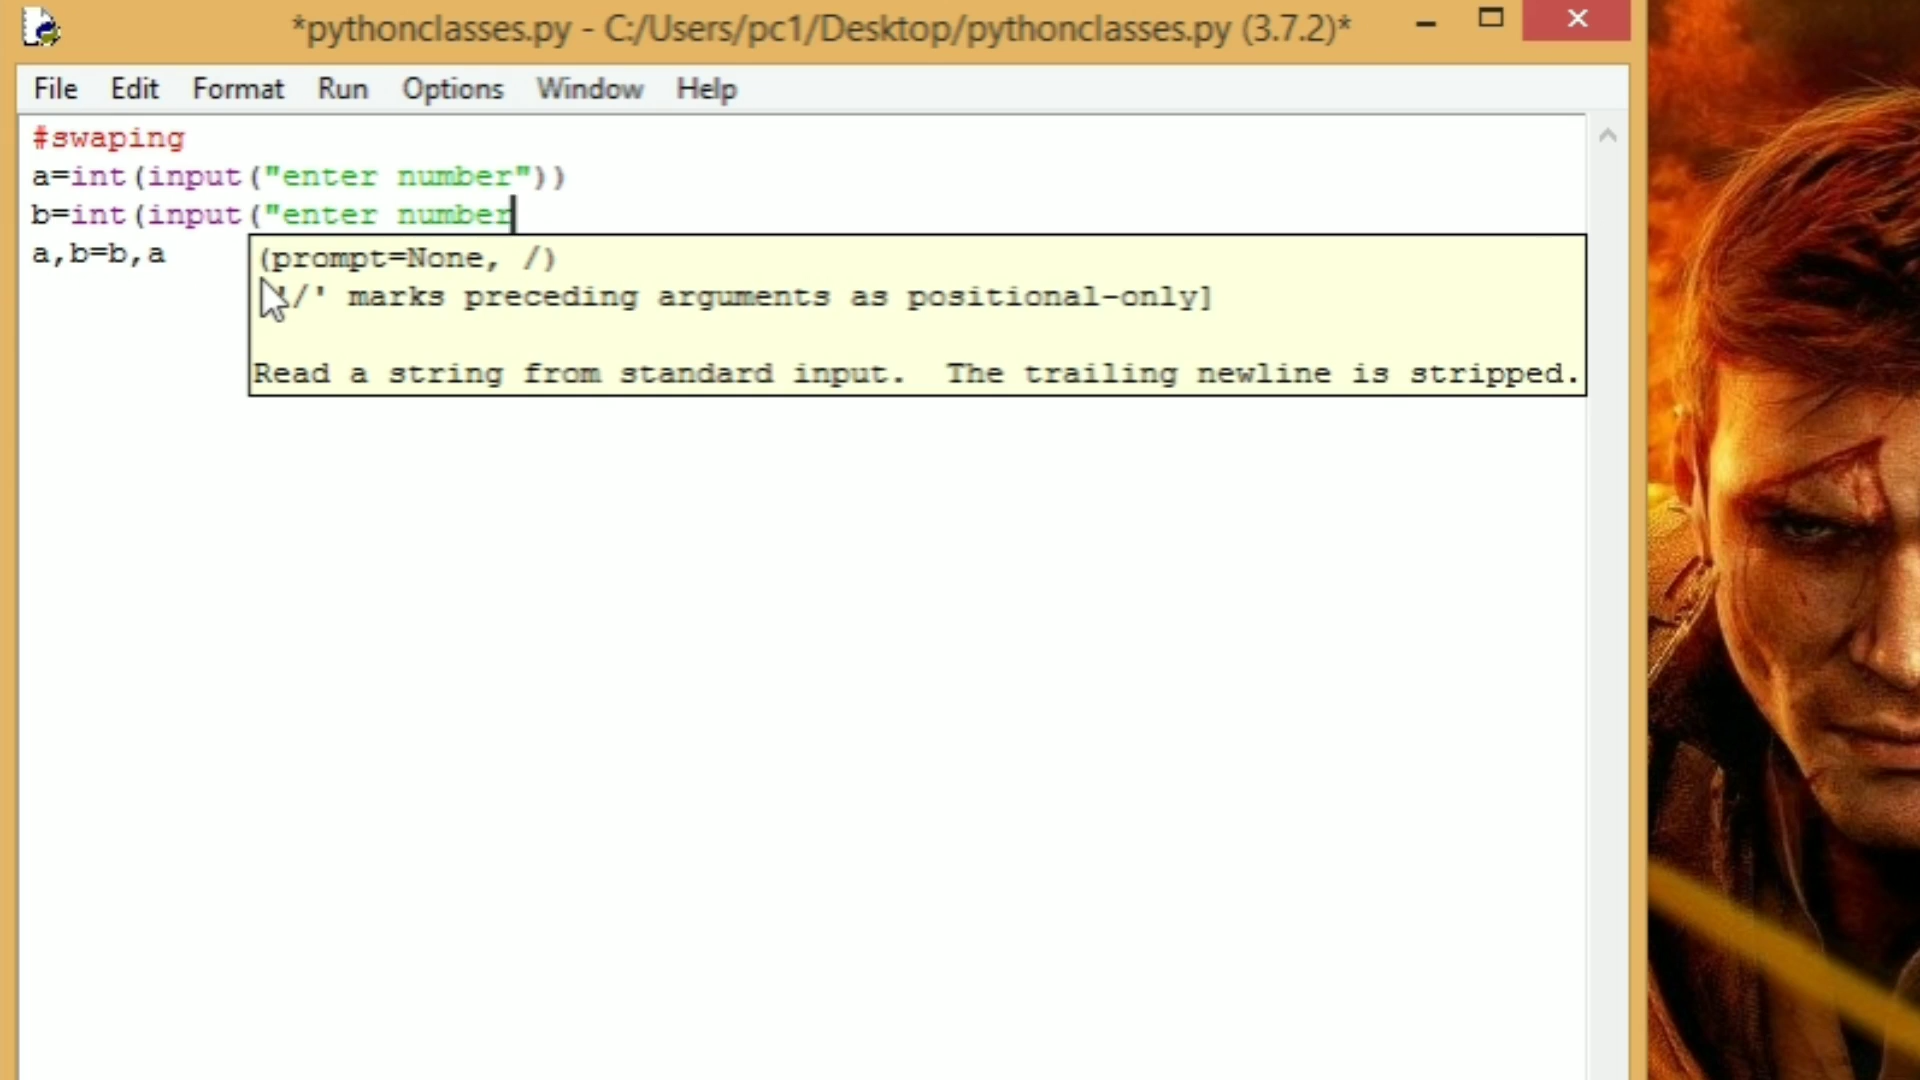 *pythonclasses.py - C:/Users/pc1/Desktop/pythonclasses.py (3.7.2)*
File Edit Format Run Options Window Help
#swaping
a=int(input("enter number"))
b=int(input("enter number
a,b=b,a
(prompt=None, /)
'/' marks preceding arguments as positional-only]
Read a string from standard input. The trailing newline is stripped.